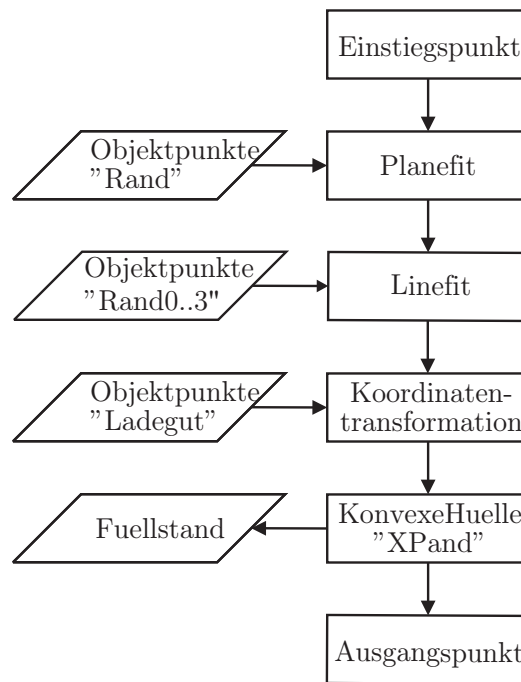 Einstiegspunkt
Objektpunkte
"Rand"
Planefit
Objektpunkte
"Rand0..3"
Linefit
Objektpunkte
"Ladegut"
Koordinaten-
transformation
Fuellstand
KonvexeHuelle
"XPand"
Ausgangspunkt